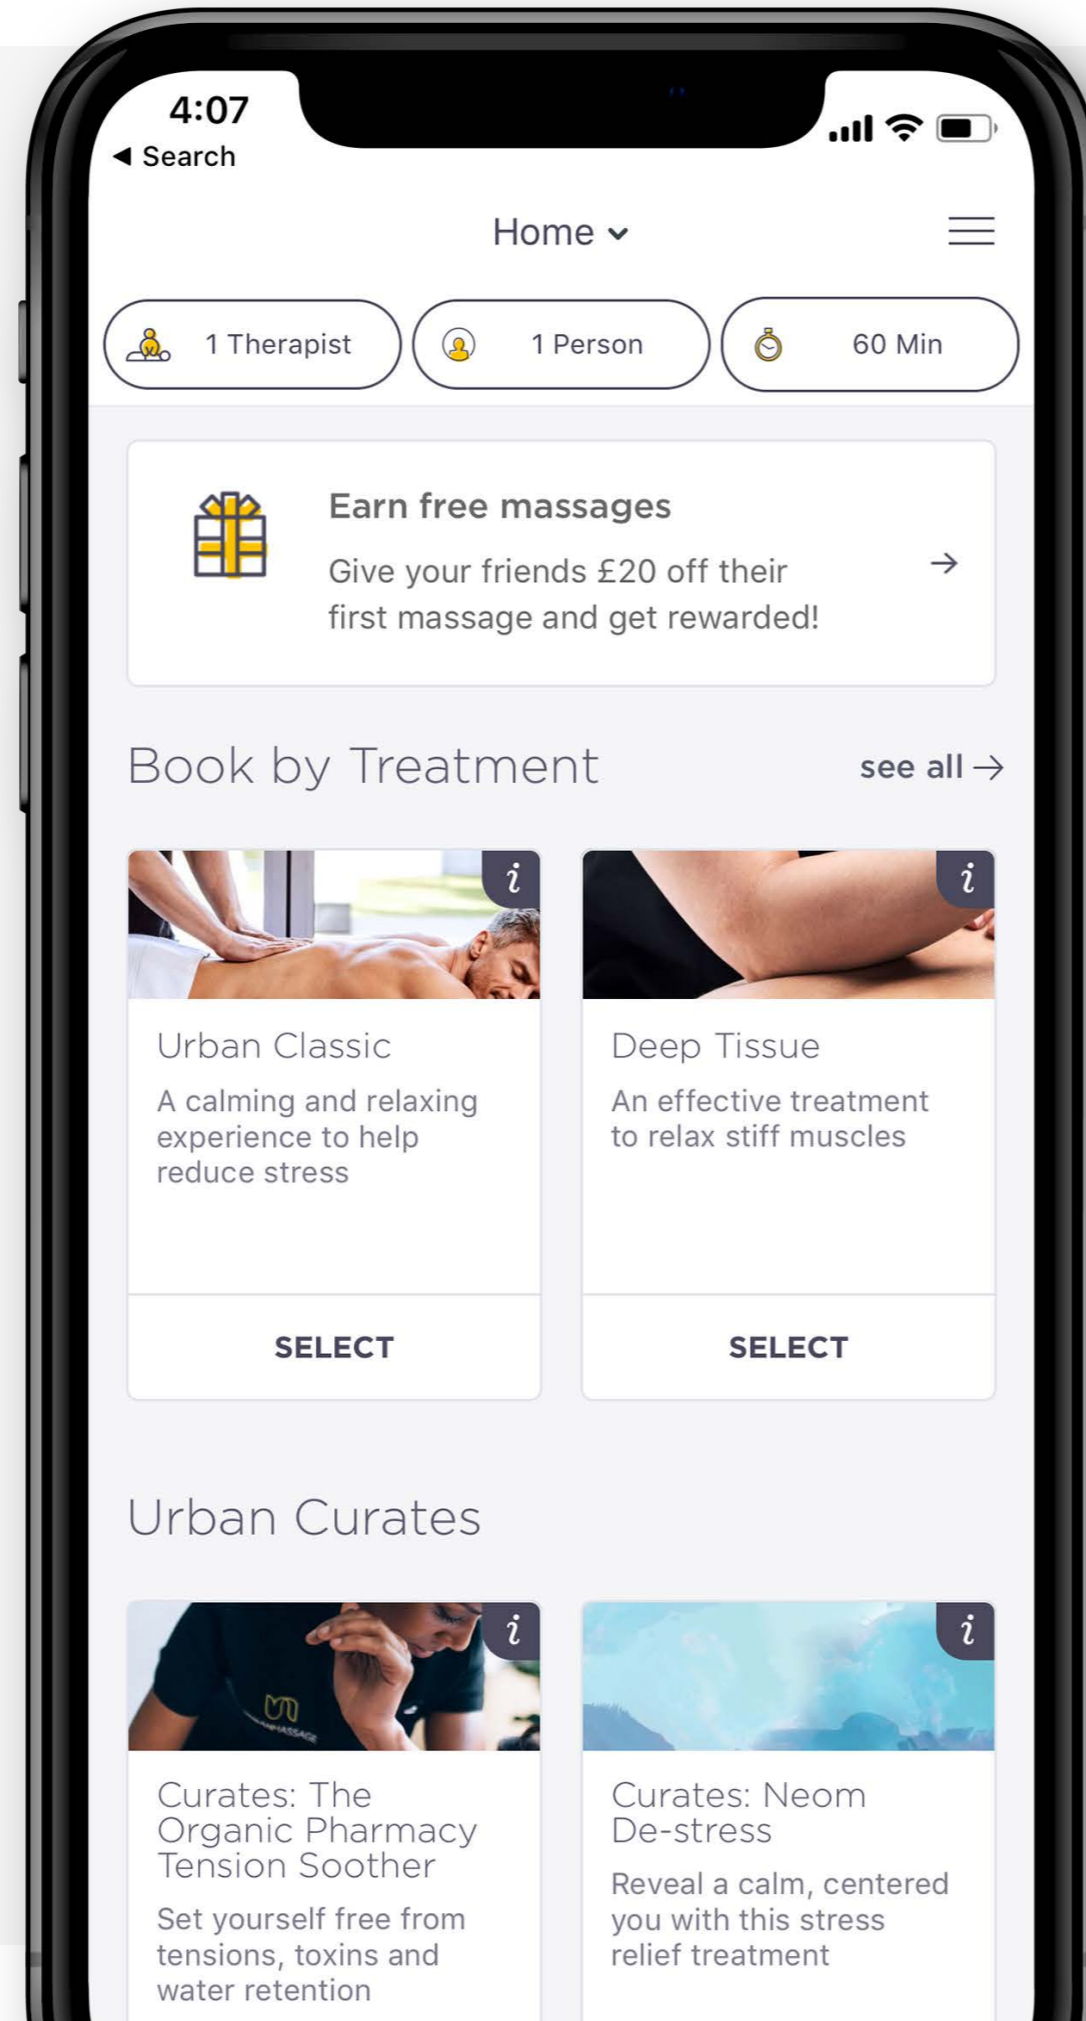 4:07
◀ Search
Home
1 Therapist
1 Person
60 Min
Earn free massages
Give your friends £20 off their
first massage and get rewarded!
Book by Treatment
see all →
i
i
Urban Classic
A calming and relaxing
experience to help
reduce stress
Deep Tissue
An effective treatment
to relax stiff muscles
SELECT
SELECT
Urban Curates
i
i
Curates: The
Organic Pharmacy
Tension Soother
Set yourself free from
tensions, toxins and
water retention
Curates: Neom
De-stress
Reveal a calm, centered
you with this stress
relief treatment